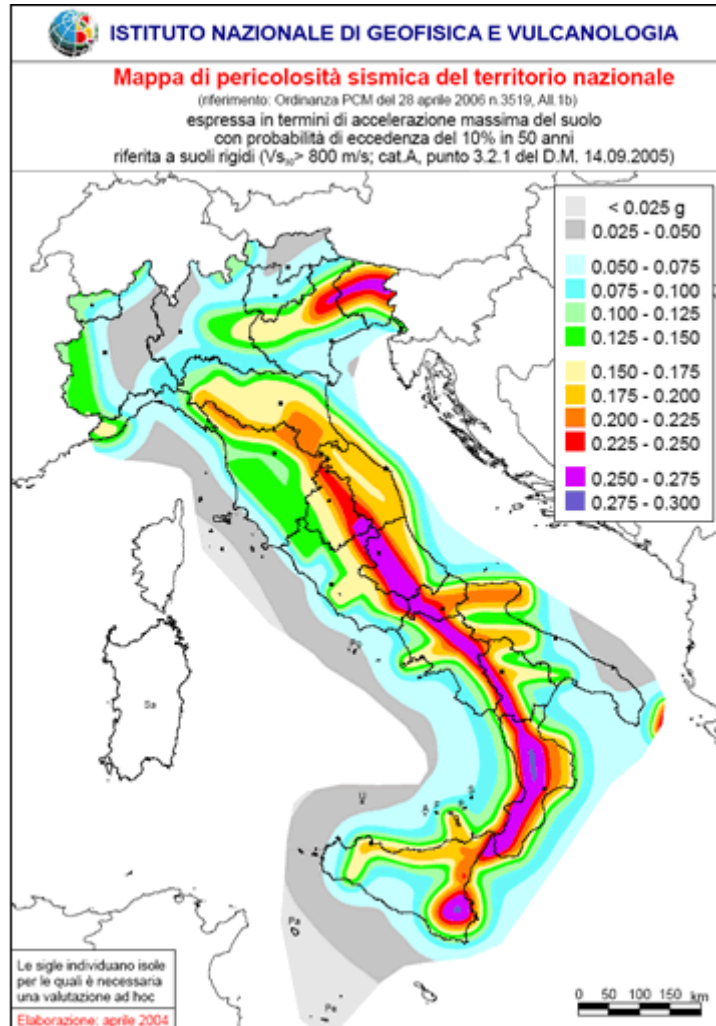 ISTITUTO NAZIONALE DI GEOFISICA E VULCANOLOGIA
Mappa di pericolosità sismica del territorio nazionale
(riferimento: Ordinanza PCM del 28 aprile 2006 n.3519, All.1b)
espressa in termini di accelerazione massima del suolo
con probabilità di eccedenza del 10% in 50 anni
riferita a suoli rigidi (Vs₃₀> 800 m/s; cat.A, punto 3.2.1 del D.M. 14.09.2005)
< 0.025 g
0.025 - 0.050
0.050 - 0.075
0.075 - 0.100
0.100 - 0.125
0.125 - 0.150
0.150 - 0.175
0.175 - 0.200
0.200 - 0.225
0.225 - 0.250
0.250 - 0.275
0.275 - 0.300
Sa
U
A
Pa
Pe
Le sigle individuano isole
per le quali è necessaria
una valutazione ad hoc
Elaborazione: aprile 2004
0 50 100 150 km